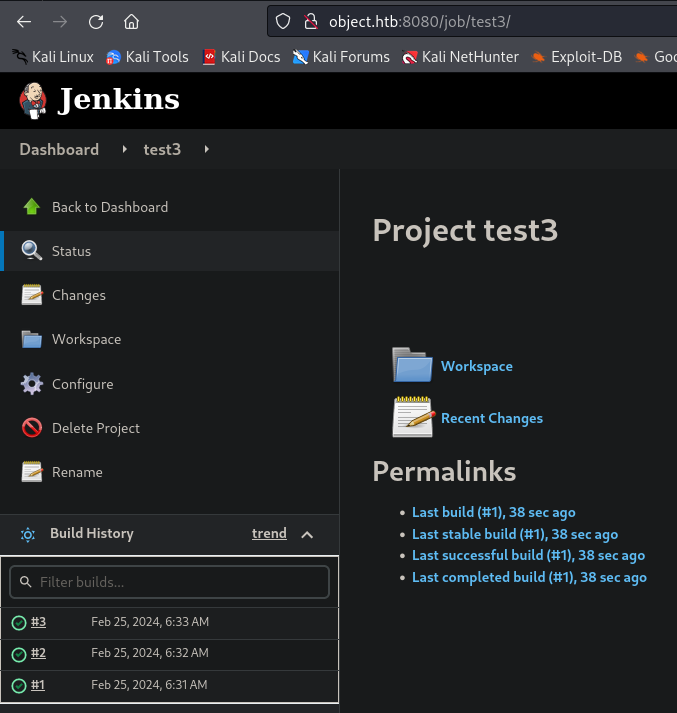 object.htb:8080/job/test3/
Kali Linux Kali Tools Kali Docs Kali Forums Kali NetHunter Exploit-DB Goo
Jenkins
Dashboard test3
Back to Dashboard
Status
Changes
Workspace
Configure
Delete Project
Rename
Build History trend
Filter builds...
#3 Feb 25, 2024, 6:33 AM
#2 Feb 25, 2024, 6:32 AM
#1 Feb 25, 2024, 6:31 AM
Project test3
Workspace
Recent Changes
Permalinks
Last build (#1), 38 sec ago
Last stable build (#1), 38 sec ago
Last successful build (#1), 38 sec ago
Last completed build (#1), 38 sec ago